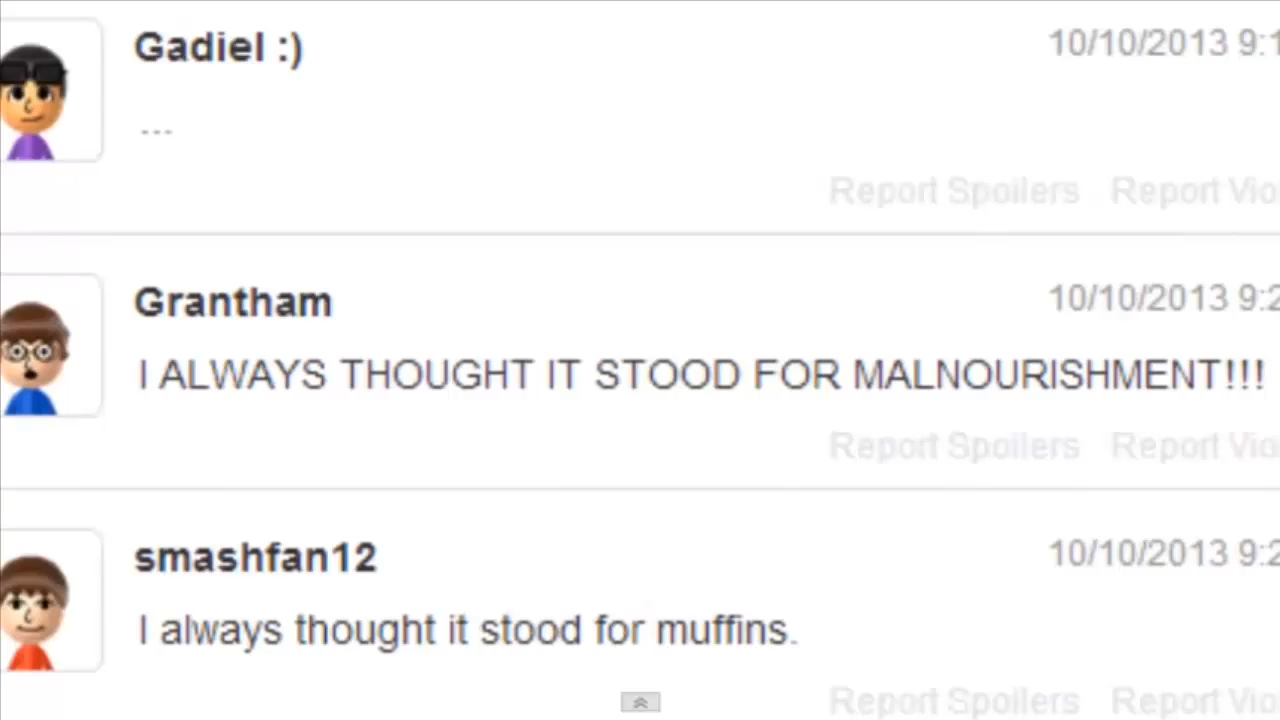 Gadiel :)
10/10/2013 9:1
---
Report Spoilers Report Vio
Grantham
10/10/2013 9:2
I ALWAYS THOUGHT IT STOOD FOR MALNOURISHMENT!!!
Report Spoilers Report Vio
smashfan12
10/10/2013 9:2
I always thought it stood for muffins.
Report Spoilers Report Vio